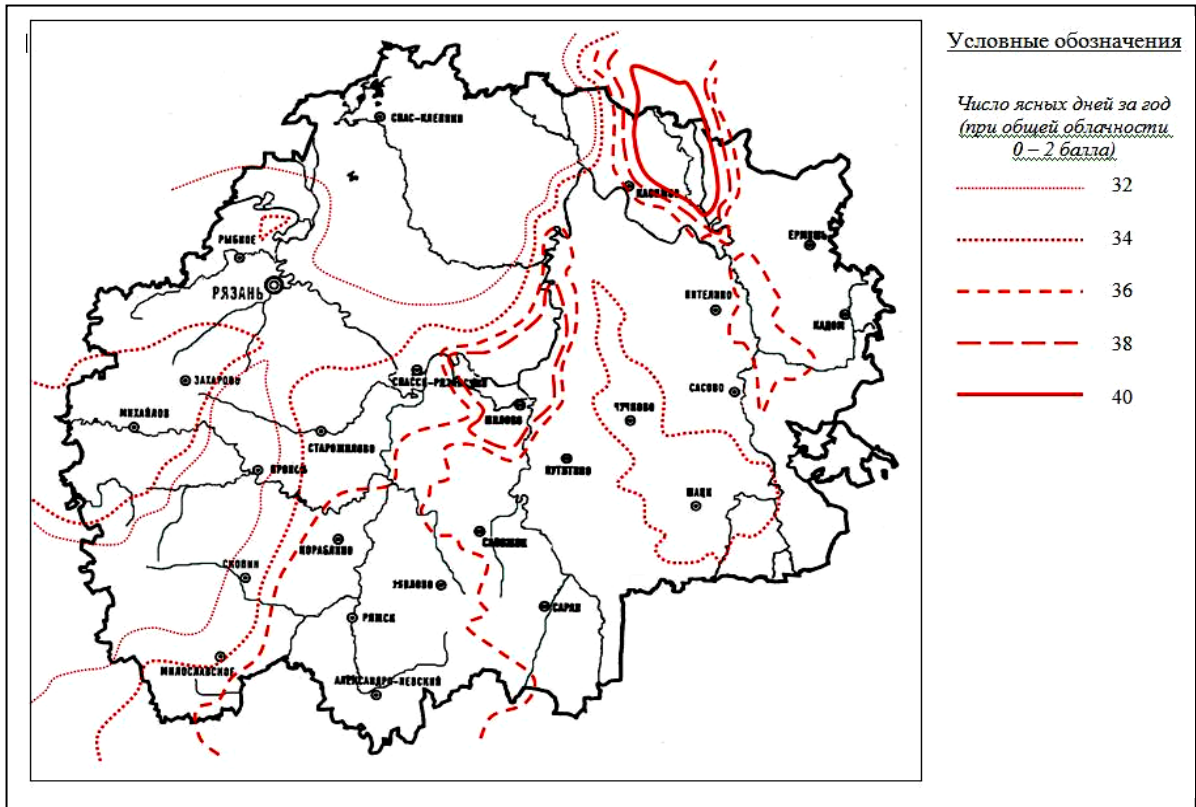 Условные обозначения
Число ясных дней за год
(при общей облачности
0 – 2 балла)
32
34
36
38
40
СПАС-КЛЕПИКИ
КАСИМОВ
ЕРМИШЬ
РЫБНОЕ
РЯЗАНЬ
ПИТЕЛИНО
КАДОМ
СПАССК-РЯЗАНСКИЙ
ЗАХАРОВО
САСОВО
ШИЛОВО
ЧУЧКОВО
МИХАЙЛОВ
СТАРОЖИЛОВО
ПРОНСК
ПУТЯТИНО
ШАЦК
КОРАБЛИНО
САПОЖОК
СКОПИН
УХОЛОВО
САРАИ
РЯЖСК
МИЛОСЛАВСКОЕ
АЛЕКСАНДРО-НЕВСКИЙ